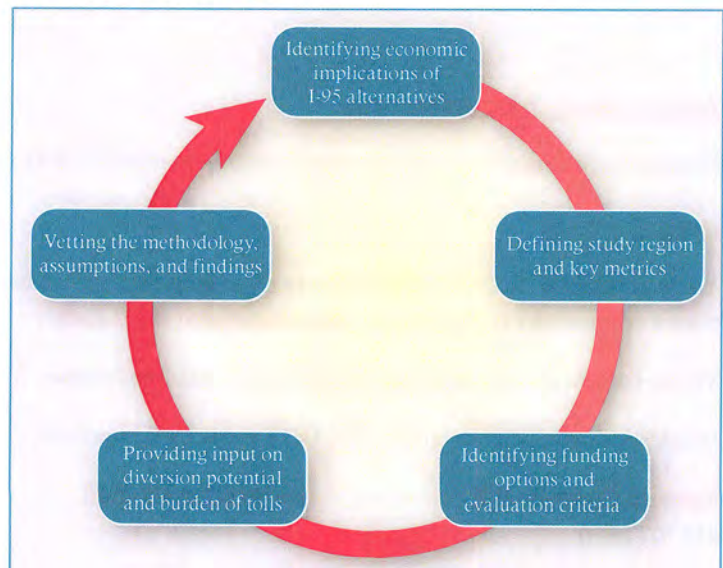 Identifying economic
implications of
I-95 alternatives
Defining study region
and key metrics
Identifying funding
options and
evaluation criteria
Providing input on
diversion potential
and burden of tolls
Vetting the methodology,
assumptions, and findings